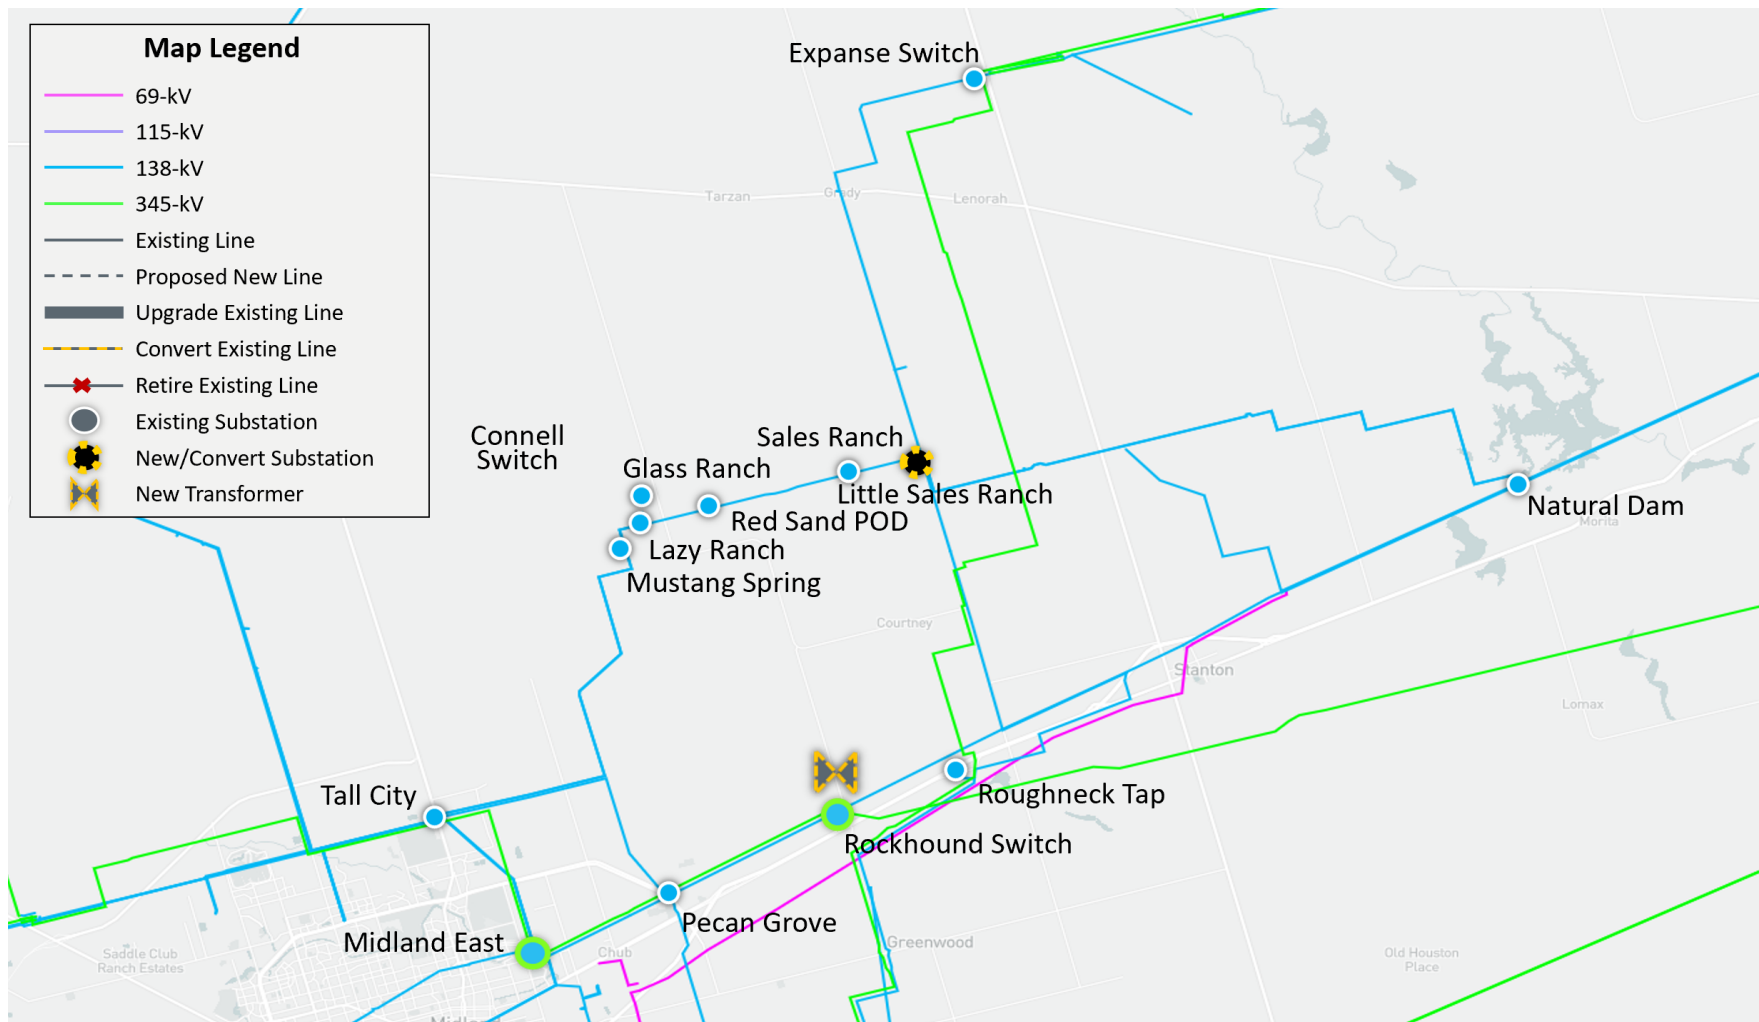 Map Legend
69-kV
115-kV
138-kV
345-kV
Existing Line
Proposed New Line
Upgrade Existing Line
Convert Existing Line
Retire Existing Line
Existing Substation
New/Convert Substation
New Transformer
Expanse Switch
Tarzan
Grady
Lenorah
Connell
Switch
Sales Ranch
Glass Ranch
Little Sales Ranch
Red Sand POD
Natural Dam
Morita
Lazy Ranch
Mustang Spring
Courtney
Stanton
Lomax
Tall City
Roughneck Tap
Rockhound Switch
Pecan Grove
Midland East
Chub
Greenwood
Saddle Club
Ranch Estates
Old Houston
Place
Midland